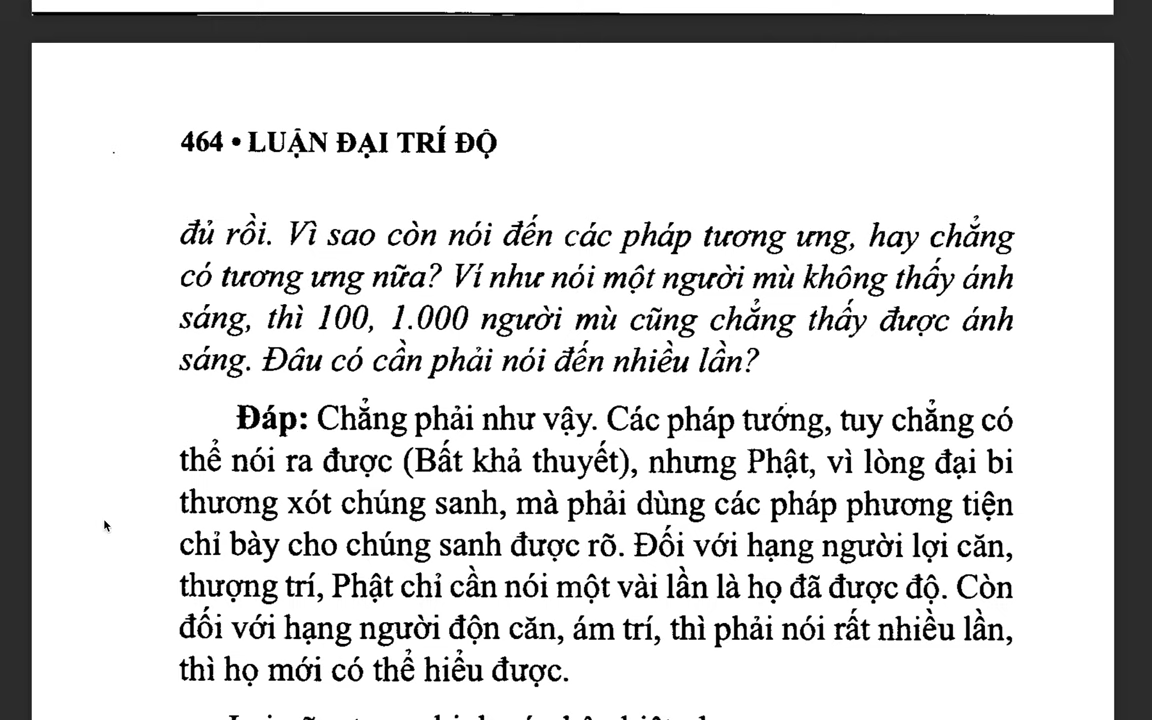 464 • LUẬN ĐẠI TRÍ ĐỘ
đủ rồi. Vì sao còn nói đến các pháp tương ưng, hay chẳng
có tương ưng nữa? Ví như nói một người mù không thấy ánh
sáng, thì 100, 1.000 người mù cũng chẳng thấy được ánh
sáng. Đâu có cần phải nói đến nhiều lần?
Đáp: Chẳng phải như vậy. Các pháp tướng, tuy chẳng có
thể nói ra được (Bất khả thuyết), nhưng Phật, vì lòng đại bi
thương xót chúng sanh, mà phải dùng các pháp phương tiện
chỉ bày cho chúng sanh được rõ. Đối với hạng người lợi căn,
thượng trí, Phật chỉ cần nói một vài lần là họ đã được độ. Còn
đối với hạng người độn căn, ám trí, thì phải nói rất nhiều lần,
thì họ mới có thể hiểu được.